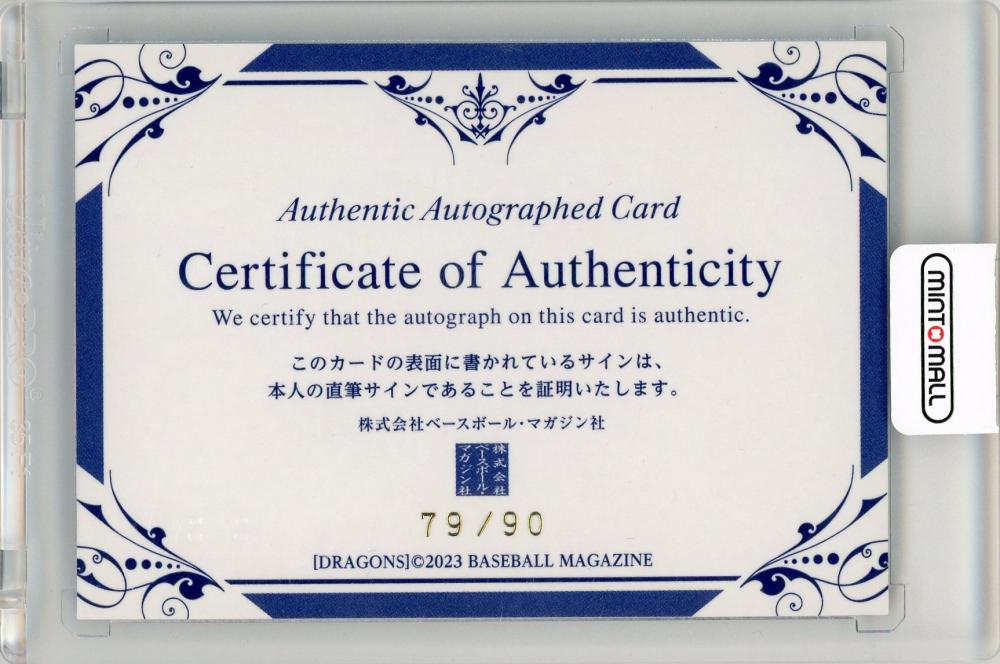 Authentic Autographed Card
Certificate of Authenticity
We certify that the autograph on this card is authentic.
このカードの表面に書かれているサインは、
本人の直筆サインであることを証明いたします。
株式会社ベースボール・マガジン社
株式会社
ベースボール・
マガジン社
79/90
[DRAGONS]©2023 BASEBALL MAGAZINE
MINT MALL